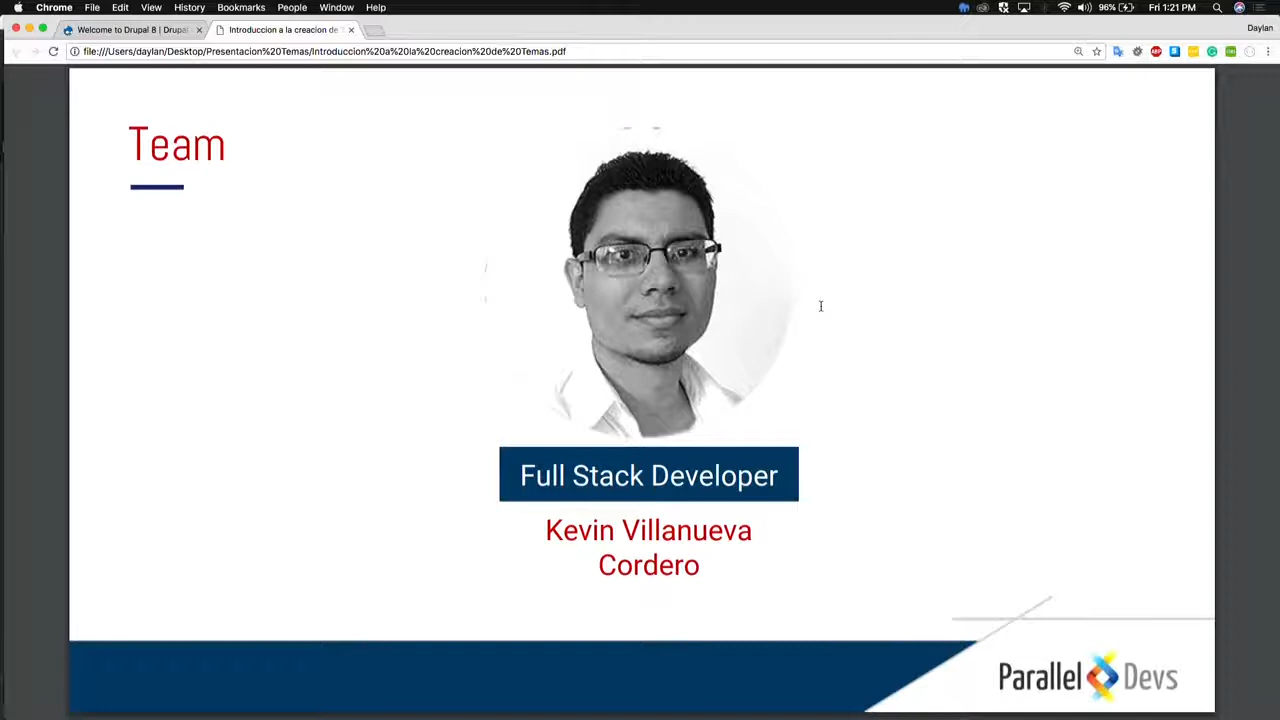 Chrome File Edit View History Bookmarks People Window Help 96% Fri 1:21 PM
Welcome to Drupal 8 | Drupal Introduccion a la creacion de Daylan
file:///Users/daylan/Desktop/Presentacion%20Temas/Introduccion%20a%20la%20creacion%20de%20Temas.pdf
Team
Full Stack Developer
Kevin Villanueva
Cordero
Parallel Devs